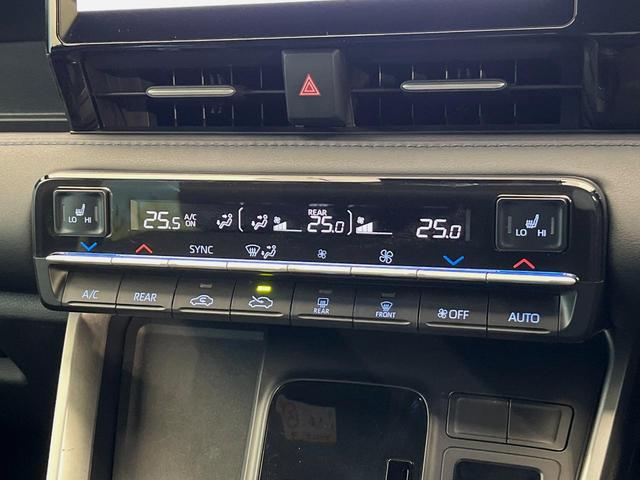 LO HI
25.5 A/C ON REAR 25.0 25.0
LO HI
SYNC
A/C REAR REAR FRONT OFF AUTO